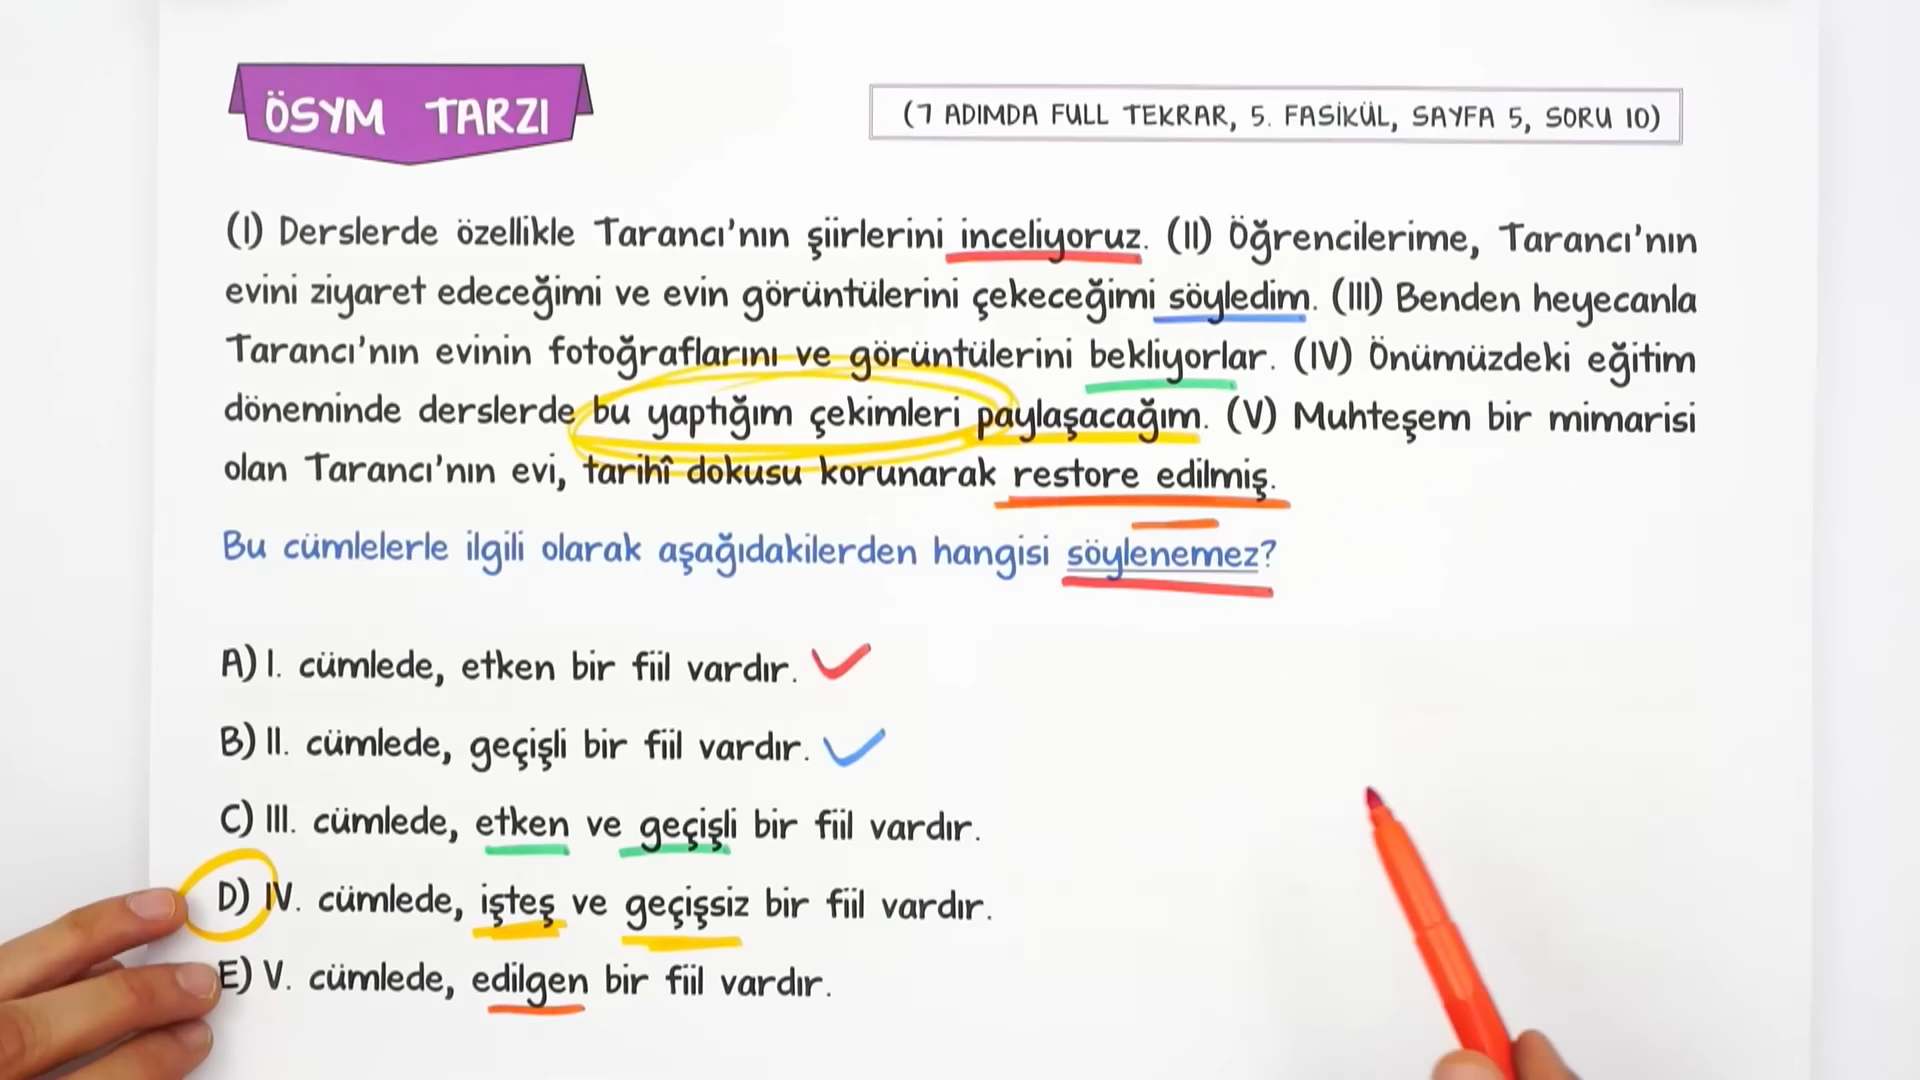 ÖSYM TARZI
(7 ADIMDA FULL TEKRAR, 5. FASİKÜL, SAYFA 5, SORU 10)
(I) Derslerde özellikle Tarancı'nın şiirlerini inceliyoruz. (II) Öğrencilerime, Tarancı'nın
evini ziyaret edeceğimi ve evin görüntülerini çekeceğimi söyledim. (III) Benden heyecanla
Tarancı'nın evinin fotoğraflarını ve görüntülerini bekliyorlar. (IV) Önümüzdeki eğitim
döneminde derslerde bu yaptığım çekimleri paylaşacağım. (V) Muhteşem bir mimarisi
olan Tarancı'nın evi, tarihî dokusu korunarak restore edilmiş.
Bu cümlelerle ilgili olarak aşağıdakilerden hangisi söylenemez?
A) I. cümlede, etken bir fiil vardır.
B) II. cümlede, geçişli bir fiil vardır.
C) III. cümlede, etken ve geçişli bir fiil vardır.
D) IV. cümlede, işteş ve geçişsiz bir fiil vardır.
E) V. cümlede, edilgen bir fiil vardır.